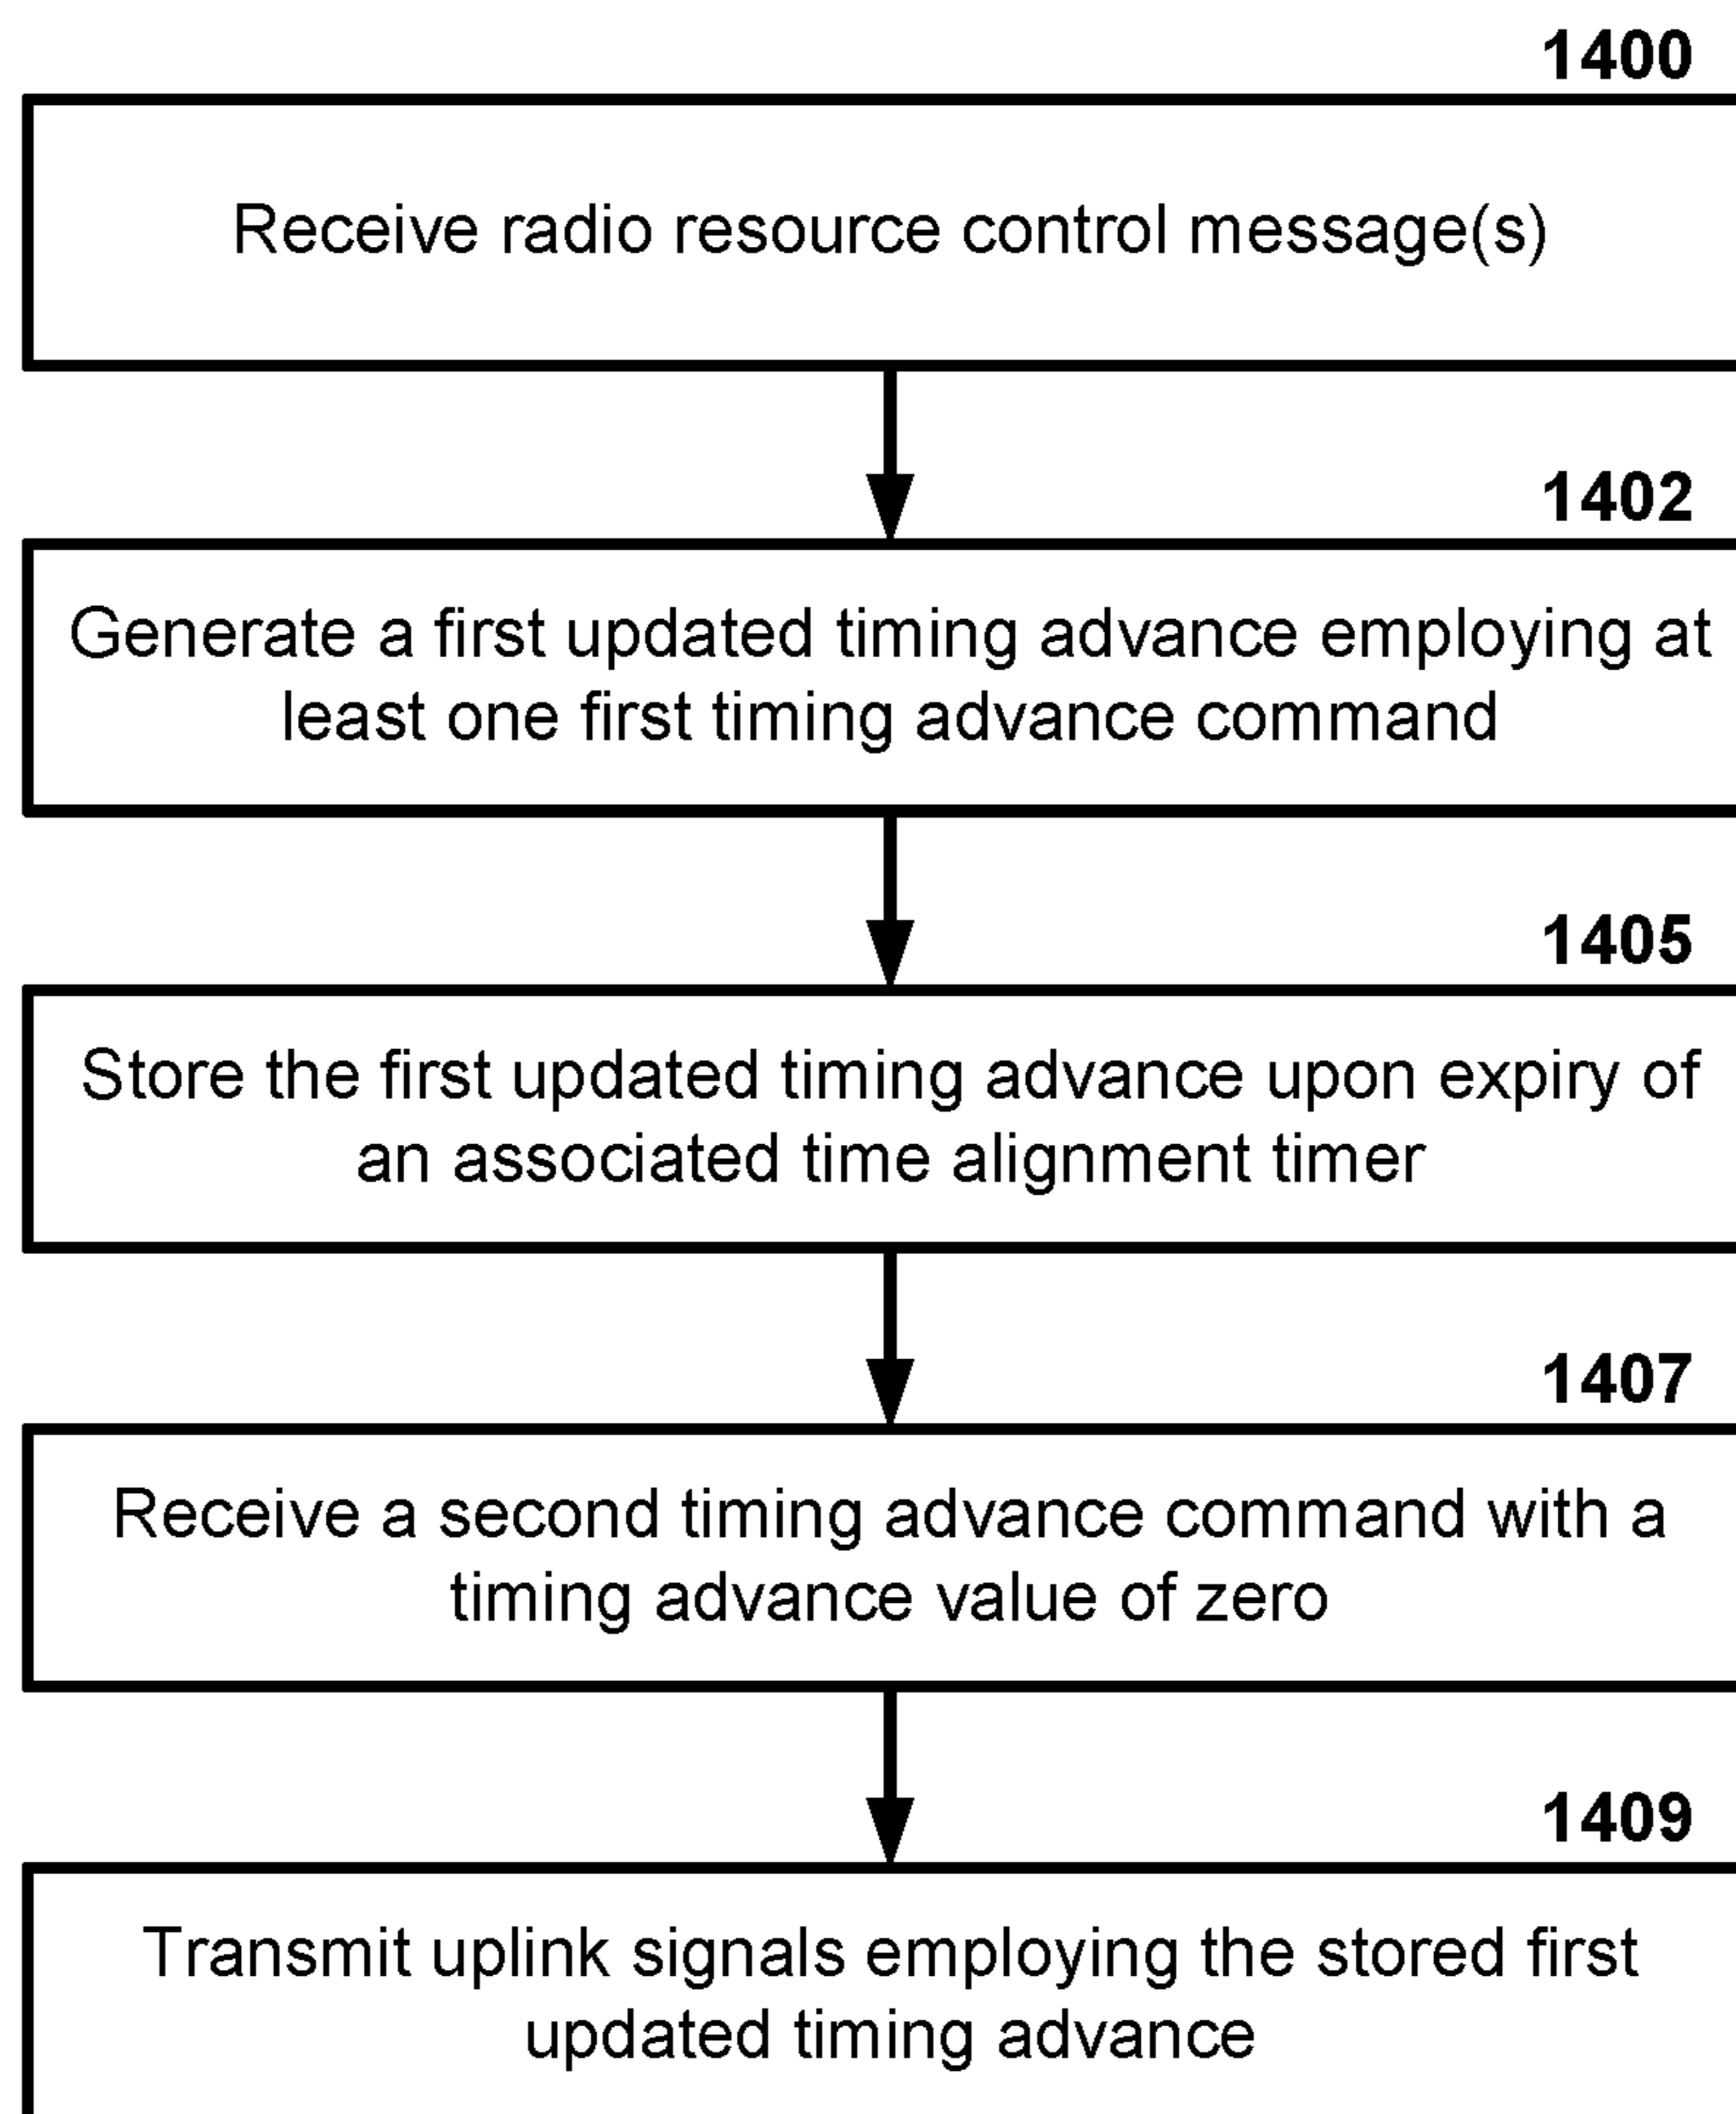 1400
Receive radio resource control message(s)
1402
Generate a first updated timing advance employing at
least one first timing advance command
1405
Store the first updated timing advance upon expiry of
an associated time alignment timer
1407
Receive a second timing advance command with a
timing advance value of zero
1409
Transmit uplink signals employing the stored first
updated timing advance